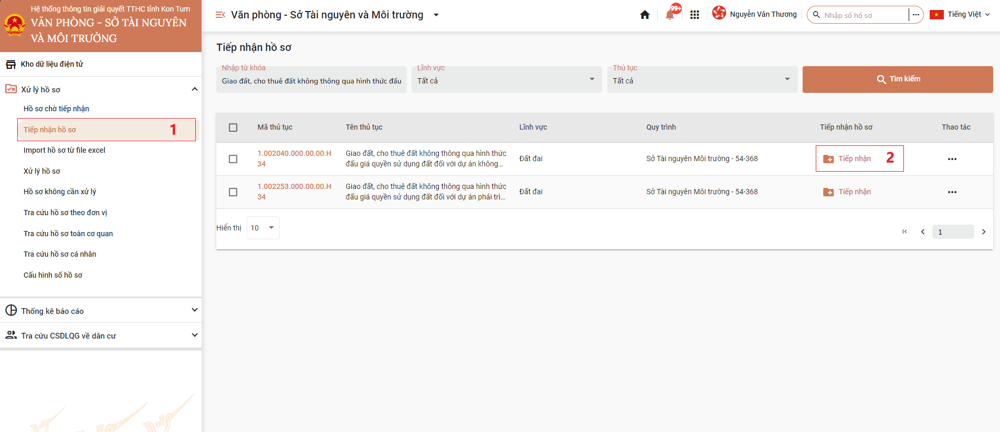 Hệ thống thông tin giải quyết TTHC tỉnh Kon Tum
VĂN PHÒNG - SỞ TÀI NGUYÊN
VÀ MÔI TRƯỜNG
Văn phòng - Sở Tài nguyên và Môi trường
99+
Nguyễn Vân Thương
Nhập số hồ sơ
Tiếng Việt
Kho dữ liệu điện tử
Xử lý hồ sơ
Hồ sơ chờ tiếp nhận
Tiếp nhận hồ sơ 1
Import hồ sơ từ file excel
Xử lý hồ sơ
Hồ sơ không cần xử lý
Tra cứu hồ sơ theo đơn vị
Tra cứu hồ sơ toàn cơ quan
Tra cứu hồ sơ cá nhân
Cấu hình số hồ sơ
Thống kê báo cáo
Tra cứu CSDLQG về dân cư
Tiếp nhận hồ sơ
Nhập từ khóa
Giao đất, cho thuê đất không thông qua hình thức đấu
Lĩnh vực
Tất cả
Thủ tục
Tất cả
Tìm kiếm
Mã thủ tục Tên thủ tục Lĩnh vực Quy trình Tiếp nhận hồ sơ Thao tác
1.002040.000.00.00.H
34
Giao đất, cho thuê đất không thông qua hình thức
đấu giá quyền sử dụng đất đối với dự án không...
Đất đai
Sở Tài nguyên Môi trường - 54-368
Tiếp nhận 2
1.002253.000.00.00.H
34
Giao đất, cho thuê đất không thông qua hình thức
đấu giá quyền sử dụng đất đối với dự án phải trì...
Đất đai
Sở Tài nguyên Môi trường - 54-368
Tiếp nhận
Hiển thị 10
1